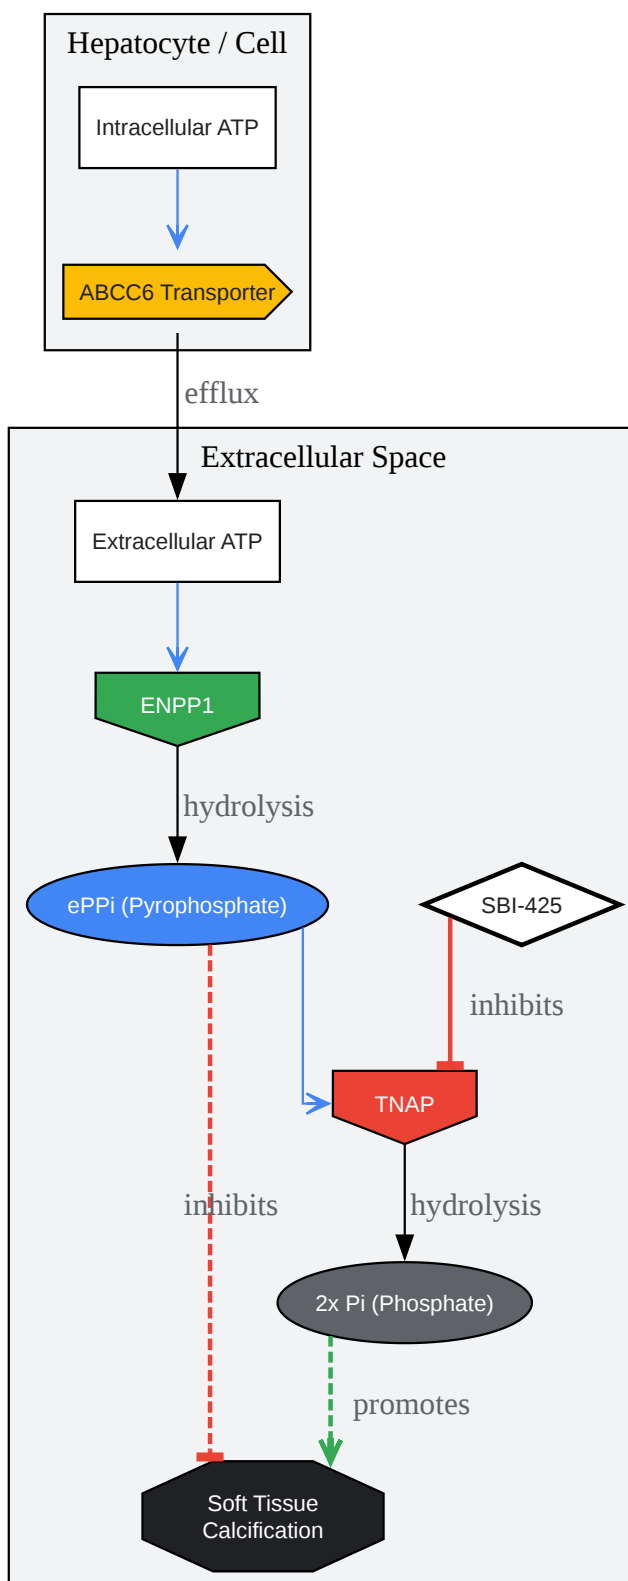 Hepatocyte / Cell
Intracellular ATP
ABCC6 Transporter
efflux
Extracellular Space
Extracellular ATP
ENPP1
hydrolysis
ePPi (Pyrophosphate)
SBI-425
inhibits
TNAP
inhibits
hydrolysis
2x Pi (Phosphate)
promotes
Soft Tissue
Calcification